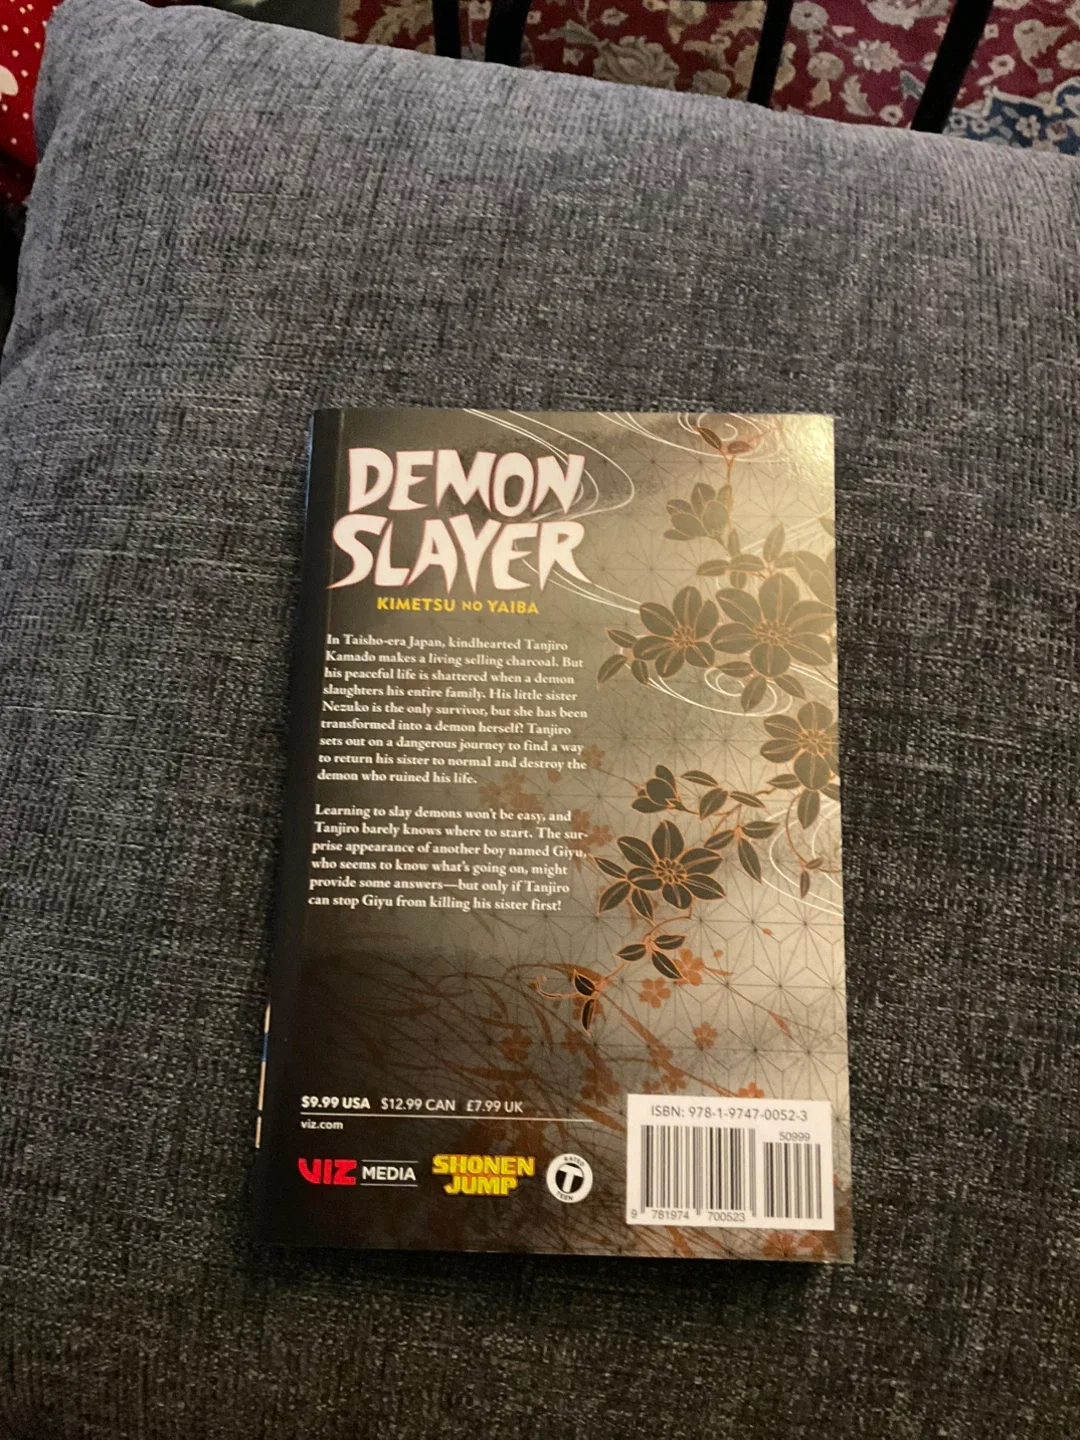 DEMON
SLAYER
KIMETSU NO YAIBA
In Taisho-era Japan, kindhearted Tanjiro
Kamado makes a living selling charcoal. But
his peaceful life is shattered when a demon
slaughters his entire family. His little sister
Nezuko is the only survivor, but she has been
transformed into a demon herself! Tanjiro
sets out on a dangerous journey to find a way
to return his sister to normal and destroy the
demon who ruined his life.
Learning to slay demons won't be easy, and
Tanjiro barely knows where to start. The sur-
prise appearance of another boy named Giyu,
who seems to know what's going on, might
provide some answers—but only if Tanjiro
can stop Giyu from killing his sister first!
$9.99 USA $12.99 CAN £7.99 UK
viz.com
VIZ MEDIA
SHONEN
JUMP
RATED
T
TEEN
ISBN: 978-1-9747-0052-3
50999
9 781974 700523